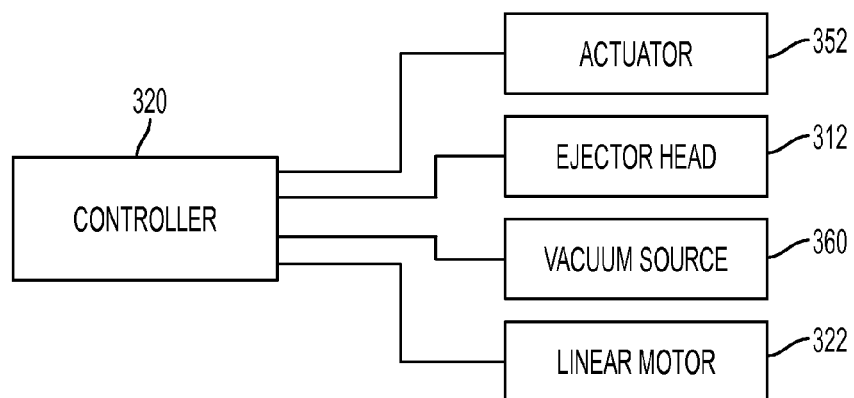 ACTUATOR 352
320
EJECTOR HEAD 312
CONTROLLER
VACUUM SOURCE 360
LINEAR MOTOR 322